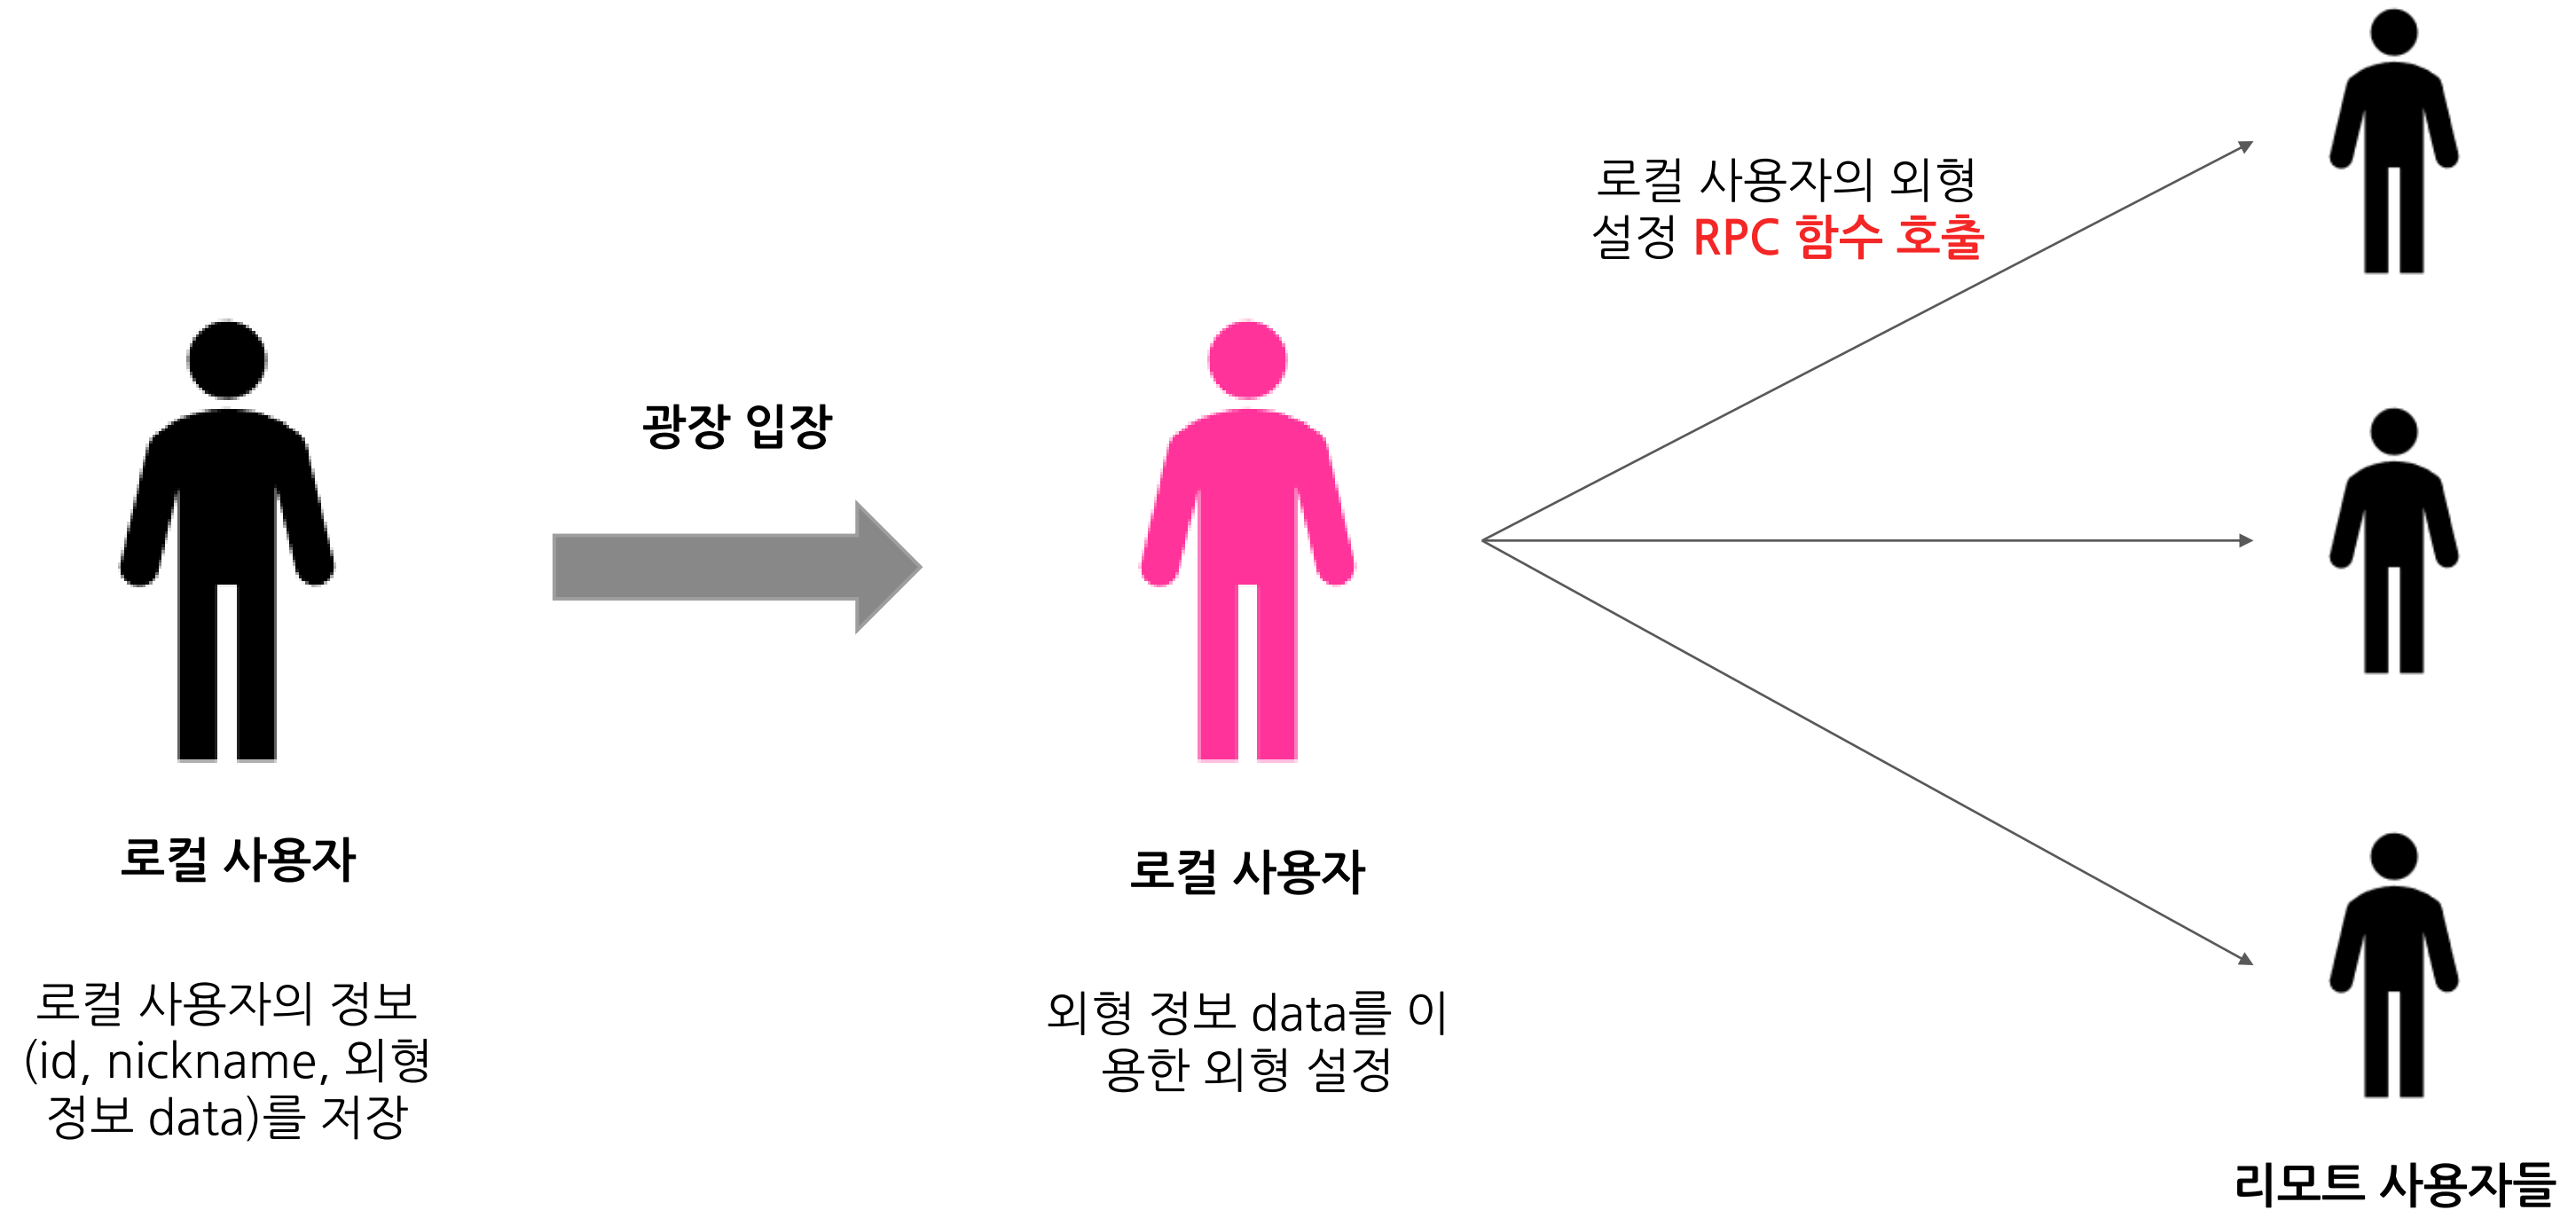 로컬 사용자의 외형
설정 RPC 함수 호출
광장 입장
로컬 사용자
로컬 사용자의 정보
(id, nickname, 외형
정보 data)를 저장
로컬 사용자
외형 정보 data를 이
용한 외형 설정
리모트 사용자들